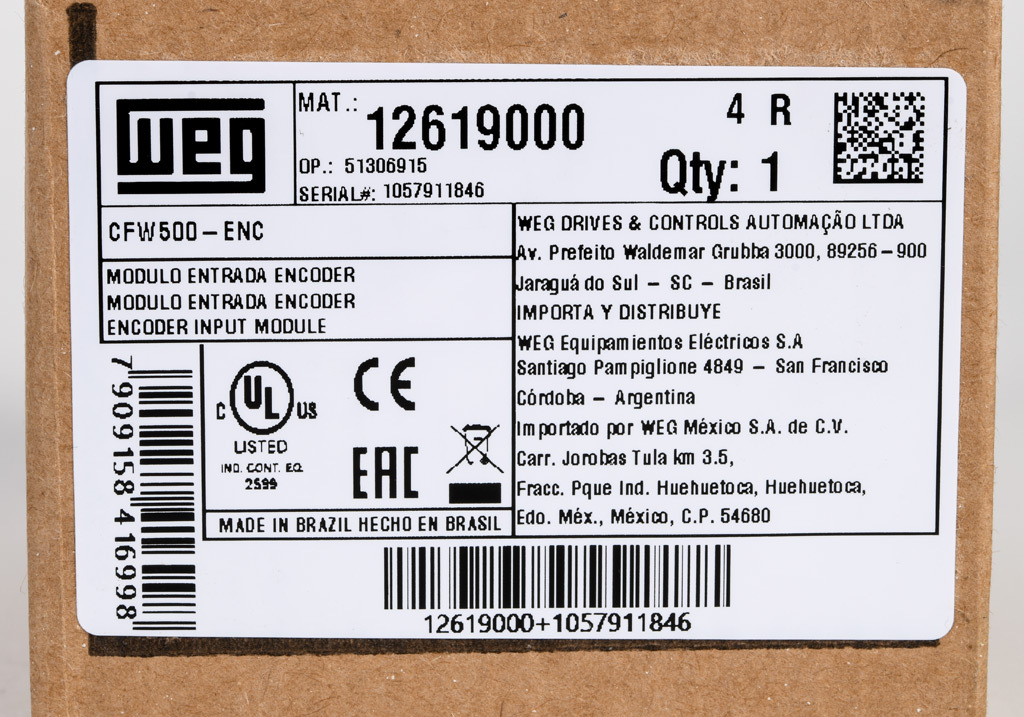 WEG
MAT.: 12619000
4 R
OP.: 51306915
Qty: 1
SERIAL#: 1057911846
CFW500-ENC
MODULO ENTRADA ENCODER
MODULO ENTRADA ENCODER
ENCODER INPUT MODULE
WEG DRIVES & CONTROLS AUTOMAÇÃO LTDA
Av. Prefeito Waldemar Grubba 3000, 89256-900
Jaraguá do Sul - SC - Brasil
IMPORTA Y DISTRIBUYE
WEG Equipamientos Eléctricos S.A
Santiago Pampiglione 4849 - San Francisco
Córdoba - Argentina
Importado por WEG México S.A. de C.V.
Carr. Jorobas Tula km 3.5,
Fracc. Pque Ind. Huehuetoca, Huehuetoca,
Edo. Méx., México, C.P. 54680
7 909158 416998
C UL US
LISTED
IND. CONT. EQ.
2S99
CE
EAC
MADE IN BRAZIL HECHO EN BRASIL
12619000+1057911846